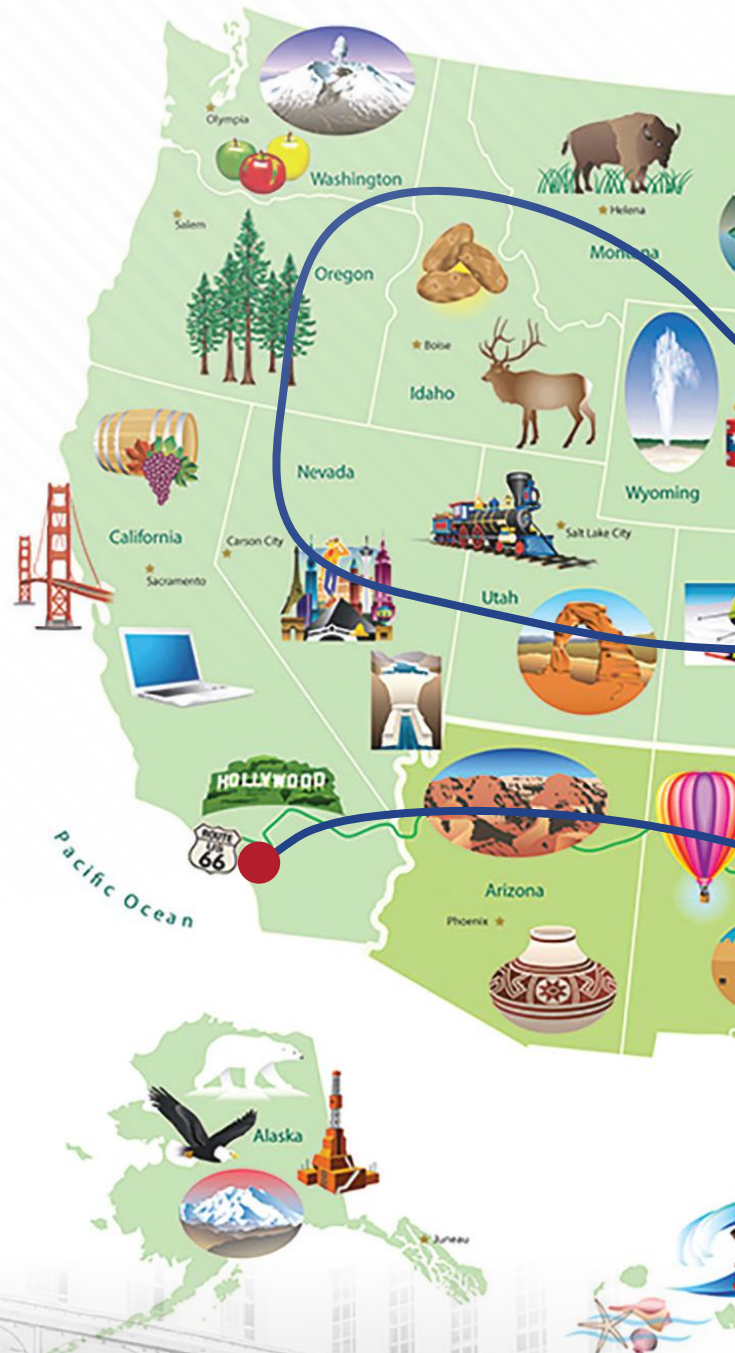 Olympia
Washington
Helena
Salem
Montana
Oregon
Boise
Idaho
Nevada
Wyoming
California
Carson City
Salt Lake City
Sacramento
Utah
HOLLYWOOD
ROUTE
US
66
Pacific Ocean
Arizona
Phoenix
Alaska
Juneau